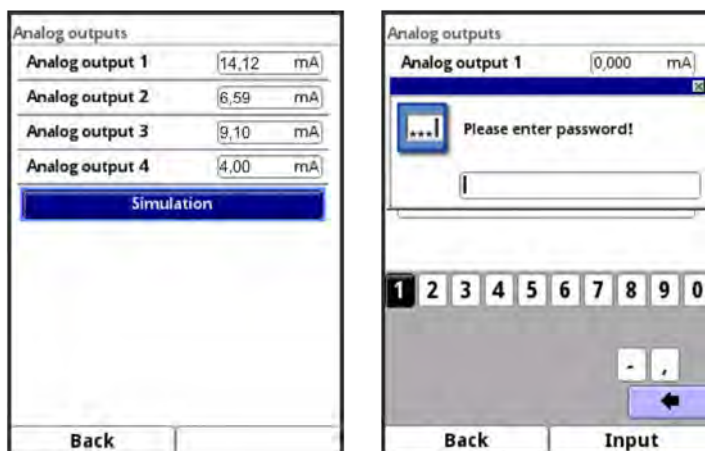 Analog outputs
Analog output 1 14,12 mA
Analog output 2 6,59 mA
Analog output 3 9,10 mA
Analog output 4 4,00 mA
Simulation
Back
Analog outputs
Analog output 1 0,000 mA
...I Please enter password!
1 2 3 4 5 6 7 8 9 0
- ,
Back Input